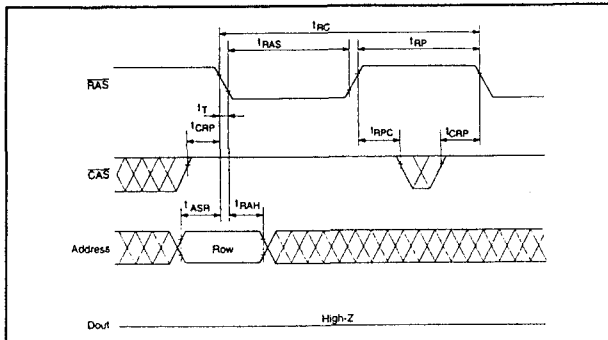 tRC
tRAS
tRP
RAS
tT
tCRP
tRPC
tCRP
CAS
tASR
tRAH
Address
Row
Dout
High-Z